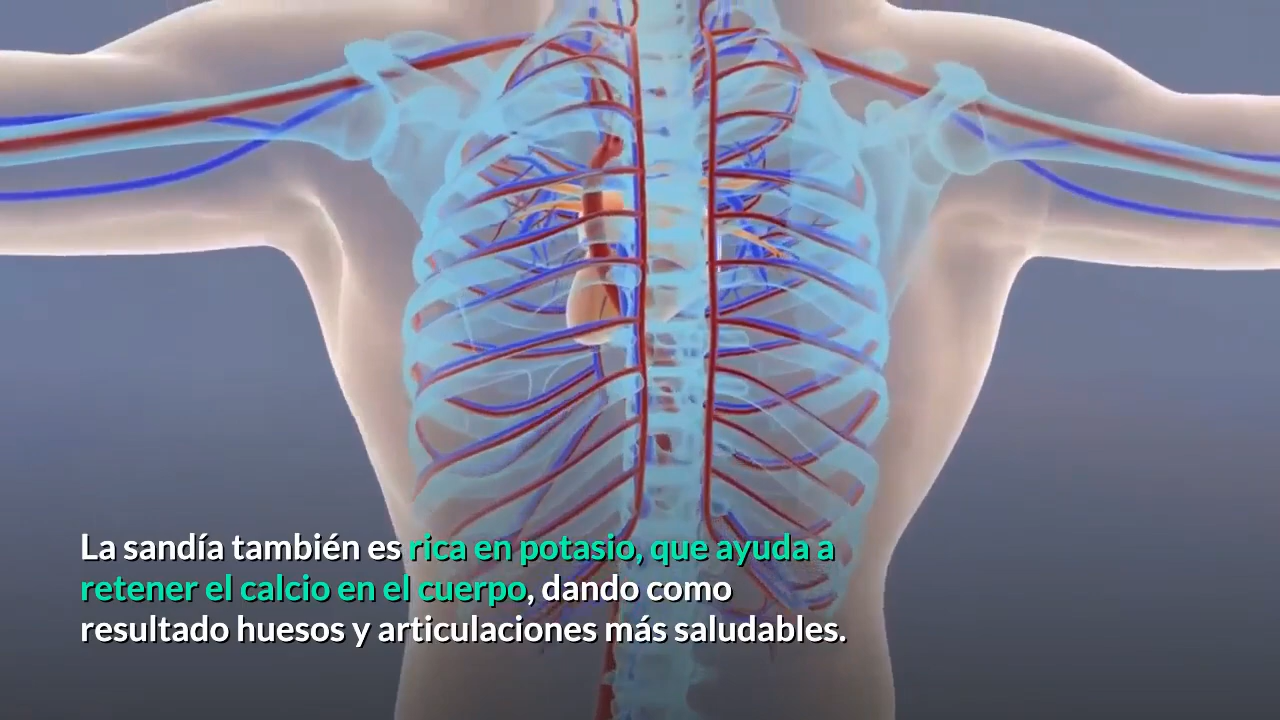 La sandía también es rica en potasio, que ayuda a
retener el calcio en el cuerpo, dando como
resultado huesos y articulaciones más saludables.